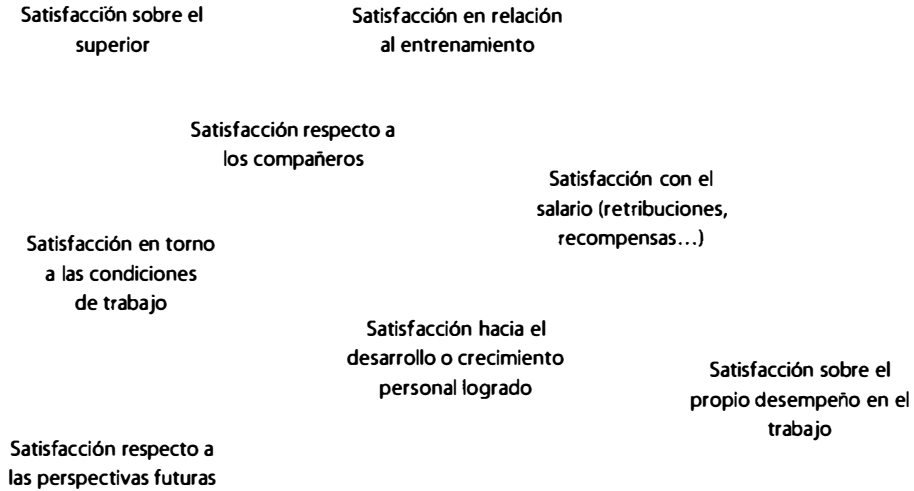 Satisfacción sobre el
superior
Satisfacción en relación
al entrenamiento
Satisfacción respecto a
los compañeros
Satisfacción con el
salario (retribuciones,
recompensas...)
Satisfacción en torno
a las condiciones
de trabajo
Satisfacción hacia el
desarrollo o crecimiento
personal logrado
Satisfacción sobre el
propio desempeño en el
trabajo
Satisfacción respecto a
las perspectivas futuras